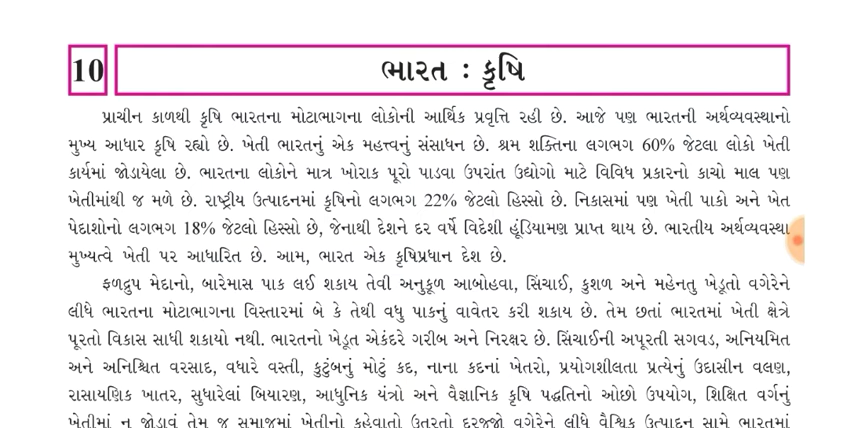 10
ભારત : કૃષિ
પ્રાચીન કાળથી કૃષિ ભારતના મોટાભાગના લોકોની આર્થિક પ્રવૃત્તિ રહી છે. આજે પણ ભારતની અર્થવ્યવસ્થાનો
મુખ્ય આધાર કૃષિ રહ્યો છે. ખેતી ભારતનું એક મહત્ત્વનું સંસાધન છે. શ્રમ શક્તિના લગભગ 60% જેટલા લોકો ખેતી
કાર્યમાં જોડાયેલા છે. ભારતના લોકોને માત્ર ખોરાક પૂરો પાડવા ઉપરાંત ઉદ્યોગો માટે વિવિધ પ્રકારનો કાચો માલ પણ
ખેતીમાંથી જ મળે છે. રાષ્ટ્રીય ઉત્પાદનમાં કૃષિનો લગભગ 22% જેટલો હિસ્સો છે. નિકાસમાં પણ ખેતી પાકો અને ખેત
પેદાશોનો લગભગ 18% જેટલો હિસ્સો છે, જેનાથી દેશને દર વર્ષે વિદેશી હૂંડિયામણ પ્રાપ્ત થાય છે. ભારતીય અર્થવ્યવસ્થા
મુખ્યત્વે ખેતી પર આધારિત છે. આમ, ભારત એક કૃષિપ્રધાન દેશ છે.
ફળદ્રુપ મેદાનો, બારેમાસ પાક લઈ શકાય તેવી અનુકૂળ આબોહવા, સિંચાઈ, કુશળ અને મહેનતુ ખેડૂતો વગેરેને
લીધે ભારતના મોટાભાગના વિસ્તારમાં બે કે તેથી વધુ પાકનું વાવેતર કરી શકાય છે. તેમ છતાં ભારતમાં ખેતી ક્ષેત્રે
પૂરતો વિકાસ સાધી શકાયો નથી. ભારતનો ખેડૂત એકંદરે ગરીબ અને નિરક્ષર છે. સિંચાઈની અપૂરતી સગવડ, અનિયમિત
અને અનિશ્ચિત વરસાદ, વધારે વસ્તી, કુટુંબનું મોટું કદ, નાના કદનાં ખેતરો, પ્રયોગશીલતા પ્રત્યેનું ઉદાસીન વલણ,
રાસાયણિક ખાતર, સુધારેલાં બિયારણ, આધુનિક યંત્રો અને વૈજ્ઞાનિક કૃષિ પદ્ધતિનો ઓછો ઉપયોગ, શિક્ષિત વર્ગનું
ખેતીમાં ન જોડાવું તેમ જ સમાજમાં ખેતીનો કહેવાતો ઉતરતો દરજ્જો વગેરેને લીધે વૈશ્વિક ઉત્પાદન સામે ભારતમાં